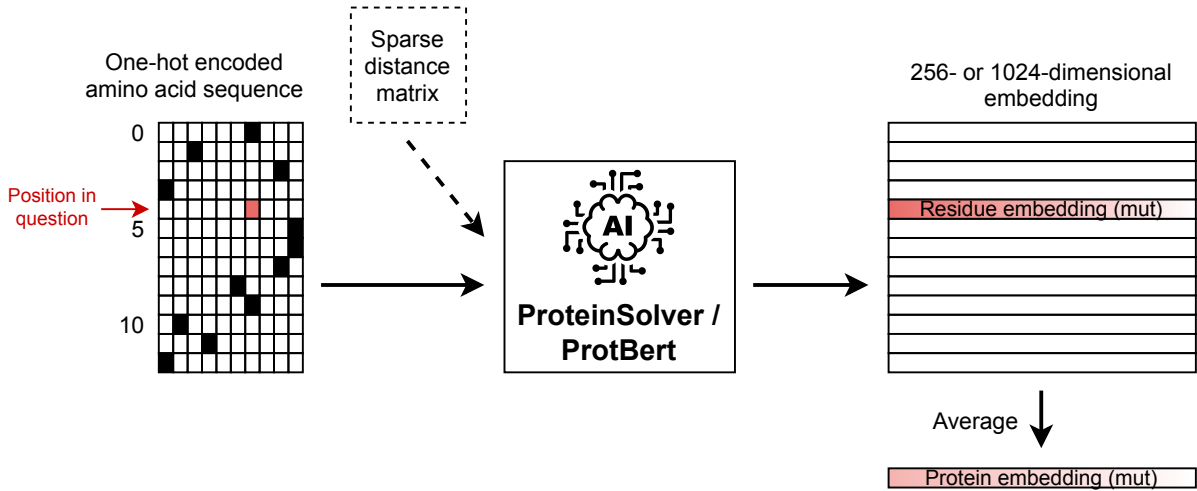 Sparse
distance
matrix
One-hot encoded
amino acid sequence
256- or 1024-dimensional
embedding
0
Position in
question
5
10
AI
ProteinSolver /
ProtBert
Residue embedding (mut)
Average
Protein embedding (mut)